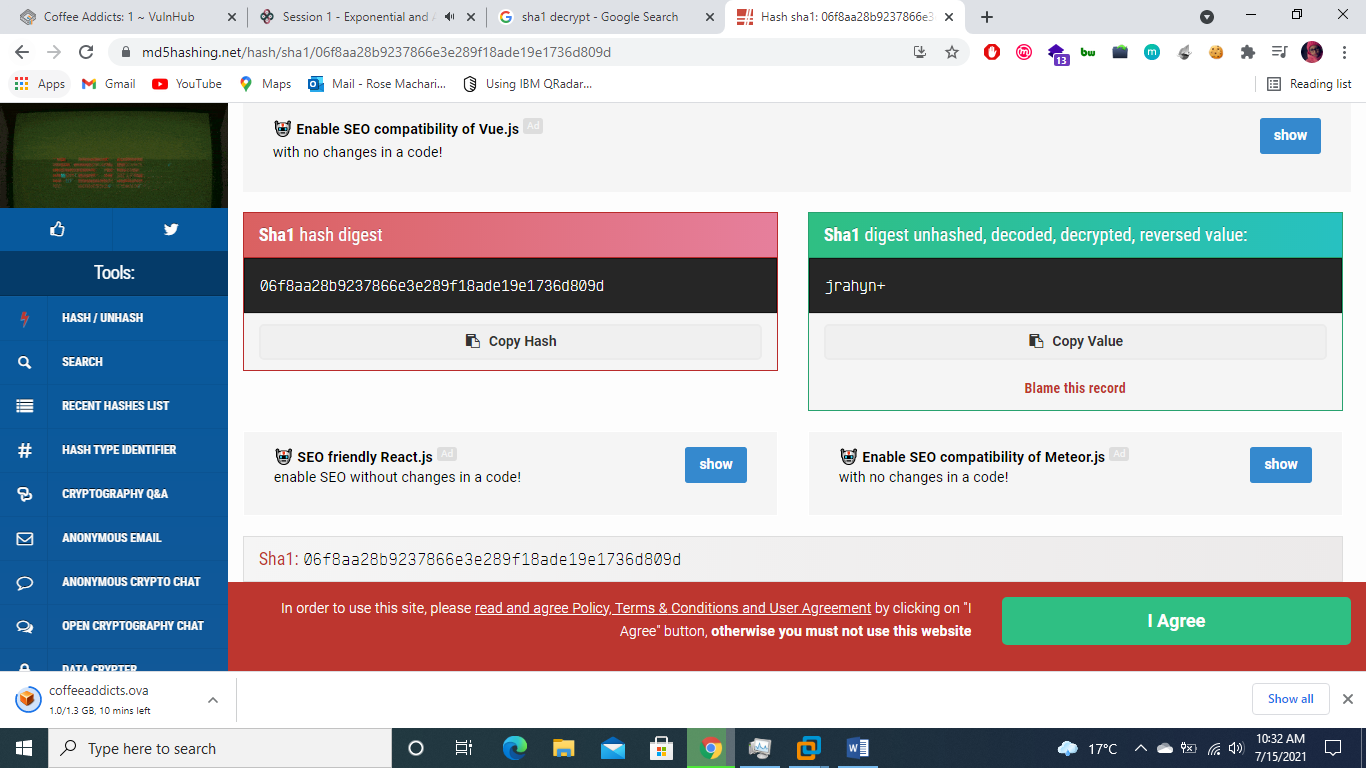 Coffee Addicts: 1 ~ VulnHub
Session 1 - Exponential and A
sha1 decrypt - Google Search
Hash sha1: 06f8aa28b9237866e3
md5hashing.net/hash/sha1/06f8aa28b9237866e3e289f18ade19e1736d809d
13
bw
Apps
Gmail
YouTube
Maps
Mail - Rose Machari...
Using IBM QRadar...
Reading list
Enable SEO compatibility of Vue.js Ad
with no changes in a code!
show
Sha1 hash digest
06f8aa28b9237866e3e289f18ade19e1736d809d
Copy Hash
Sha1 digest unhashed, decoded, decrypted, reversed value:
jrahyn+
Copy Value
Blame this record
Tools:
HASH / UNHASH
SEARCH
RECENT HASHES LIST
HASH TYPE IDENTIFIER
CRYPTOGRAPHY Q&A
ANONYMOUS EMAIL
ANONYMOUS CRYPTO CHAT
OPEN CRYPTOGRAPHY CHAT
DATA CRYPTER
SEO friendly React.js Ad
enable SEO without changes in a code!
show
Enable SEO compatibility of Meteor.js Ad
with no changes in a code!
show
Sha1: 06f8aa28b9237866e3e289f18ade19e1736d809d
In order to use this site, please read and agree Policy, Terms & Conditions and User Agreement by clicking on "I
Agree" button, otherwise you must not use this website
I Agree
coffeeaddicts.ova
1.0/1.3 GB, 10 mins left
Show all
Type here to search
17°C
10:32 AM
7/15/2021